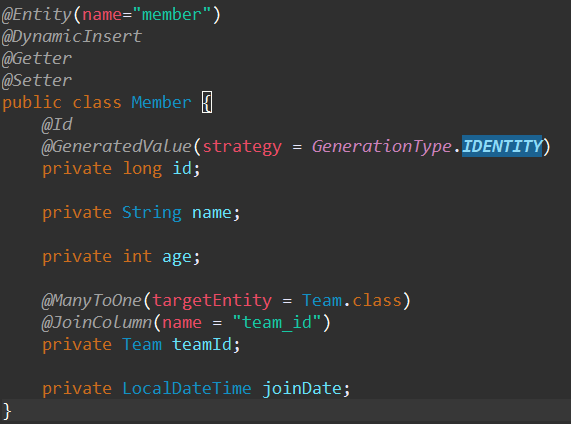 @Entity(name="member")
@DynamicInsert
@Getter
@Setter
public class Member {
@Id
@GeneratedValue(strategy = GenerationType.IDENTITY)
private long id;
private String name;
private int age;
@ManyToOne(targetEntity = Team.class)
@JoinColumn(name = "team_id")
private Team teamId;
private LocalDateTime joinDate;
}